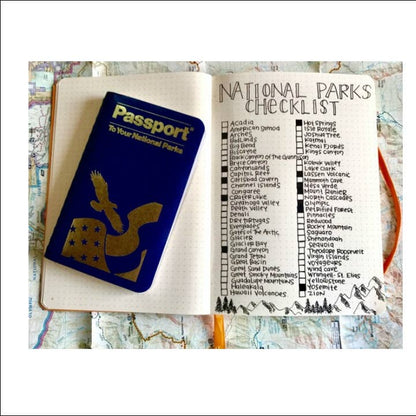 Passport
To Your National Parks
NATIONAL PARKS
CHECKLIST
Acadia
American Samoa
Arches
Badlands
Big Bend
Biscayne
Black Canyon of the Gunnison
Bryce Canyon
Canyonlands
Capitol Reef
Carlsbad Cavern
Channel Islands
Congaree
Crater Lake
Cuyahoga Valley
Death Valley
Denali
Dry Tortugas
Everglades
Gates of the Arctic
Glacier
Glacier Bay
Grand Canyon
Grand Teton
Great Basin
Great Sand Dunes
Great Smoky Mountains
Guadalupe Mountains
Haleakala
Hawaii Volcanoes
Hot Springs
Isle Royale
Joshua Tree
Katmai
Kenai Fjords
Kings Canyon
Kobuk Valley
Lake Clark
Lassen Volcanic
Mammoth Cave
Mesa Verde
Mount Rainier
North Cascades
Olympic
Petrified Forest
Pinnacles
Redwood
Rocky Mountain
Saguaro
Shenandoah
Sequoia
Theodore Roosevelt
Virgin Islands
Voyageurs
Wind Cave
Wrangell-St. Elias
Yellowstone
Yosemite
Zion